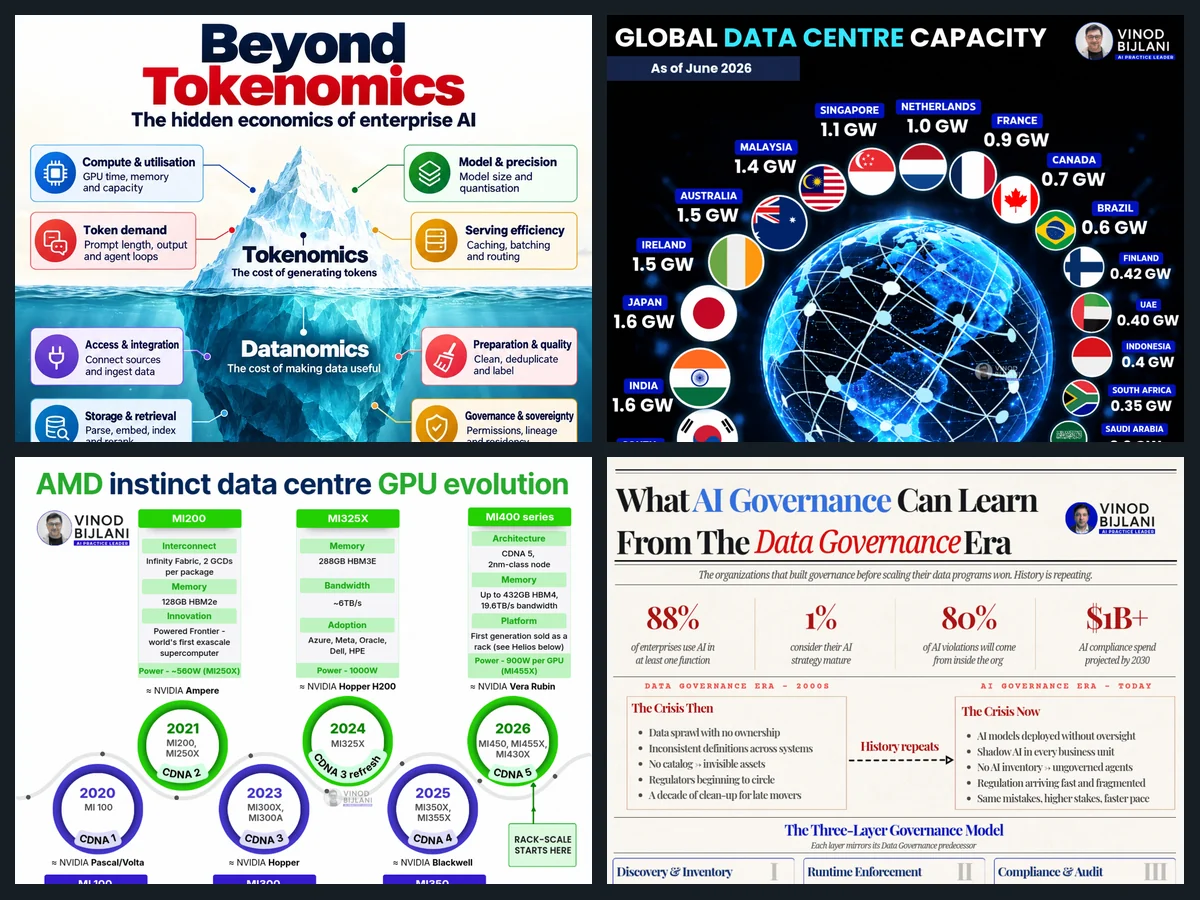 Beyond
Tokenomics
The hidden economics of enterprise AI
Compute & utilisation
GPU time, memory
and capacity
Model & precision
Model size and
quantisation
Token demand
Prompt length, output
and agent loops
Serving efficiency
Caching, batching
and routing
Tokenomics
The cost of generating tokens
Access & integration
Connect sources
and ingest data
Datanomics
The cost of making data useful
Preparation & quality
Clean, deduplicate
and label
Storage & retrieval
Parse, embed, index
and rerank
Governance & sovereignty
Permissions, lineage
and residency
GLOBAL DATA CENTRE CAPACITY
As of June 2026
VINOD
BIJLANI
AI PRACTICE LEADER
SINGAPORE
1.1 GW
NETHERLANDS
1.0 GW
FRANCE
0.9 GW
MALAYSIA
1.4 GW
CANADA
0.7 GW
AUSTRALIA
1.5 GW
BRAZIL
0.6 GW
IRELAND
1.5 GW
FINLAND
0.42 GW
JAPAN
1.6 GW
UAE
0.40 GW
INDONESIA
0.4 GW
INDIA
1.6 GW
SOUTH AFRICA
0.35 GW
SAUDI ARABIA
AMD instinct data centre GPU evolution
VINOD
BIJLANI
AI PRACTICE LEADER
MI200
Interconnect
Infinity Fabric, 2 GCDs
per package
Memory
128GB HBM2e
Innovation
Powered Frontier -
world's first exascale
supercomputer
Power - ~560W (MI250X)
≈ NVIDIA Ampere
MI325X
Memory
288GB HBM3E
Bandwidth
~6TB/s
Adoption
Azure, Meta, Oracle,
Dell, HPE
Power - 1000W
≈ NVIDIA Hopper H200
MI400 series
Architecture
CDNA 5,
2nm-class node
Memory
Up to 432GB HBM4,
19.6TB/s bandwidth
Platform
First generation sold as a
rack (see Helios below)
Power - 900W per GPU
(MI455X)
≈ NVIDIA Vera Rubin
2021
MI200,
MI250X
CDNA 2
2024
MI325X
CDNA 3 refresh
2026
MI450, MI455X,
MI430X
CDNA 5
2020
MI 100
CDNA 1
2023
MI300X,
MI300A
CDNA 3
2025
MI350X,
MI355X
CDNA 4
VINOD
BIJLANI
RACK-SCALE
STARTS HERE
≈ NVIDIA Pascal/Volta
≈ NVIDIA Hopper
≈ NVIDIA Blackwell
MI 100
MI300
MI350
What AI Governance Can Learn
From The Data Governance Era
VINOD
BIJLANI
AI PRACTICE LEADER
The organizations that built governance before scaling their data programs won. History is repeating.
88%
of enterprises use AI in
at least one function
1%
consider their AI
strategy mature
80%
of AI violations will come
from inside the org
$1B+
AI compliance spend
projected by 2030
DATA GOVERNANCE ERA – 2000S
The Crisis Then
• Data sprawl with no ownership
• Inconsistent definitions across systems
• No catalog → invisible assets
• Regulators beginning to circle
• A decade of clean-up for late movers
History repeats
AI GOVERNANCE ERA – TODAY
The Crisis Now
• AI models deployed without oversight
• Shadow AI in every business unit
• No AI inventory → ungoverned agents
• Regulation arriving fast and fragmented
• Same mistakes, higher stakes, faster pace
The Three-Layer Governance Model
Each layer mirrors its Data Governance predecessor
Discovery & Inventory I
Runtime Enforcement II
Compliance & Audit III